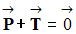 P⃗ + T⃗ = 0⃗